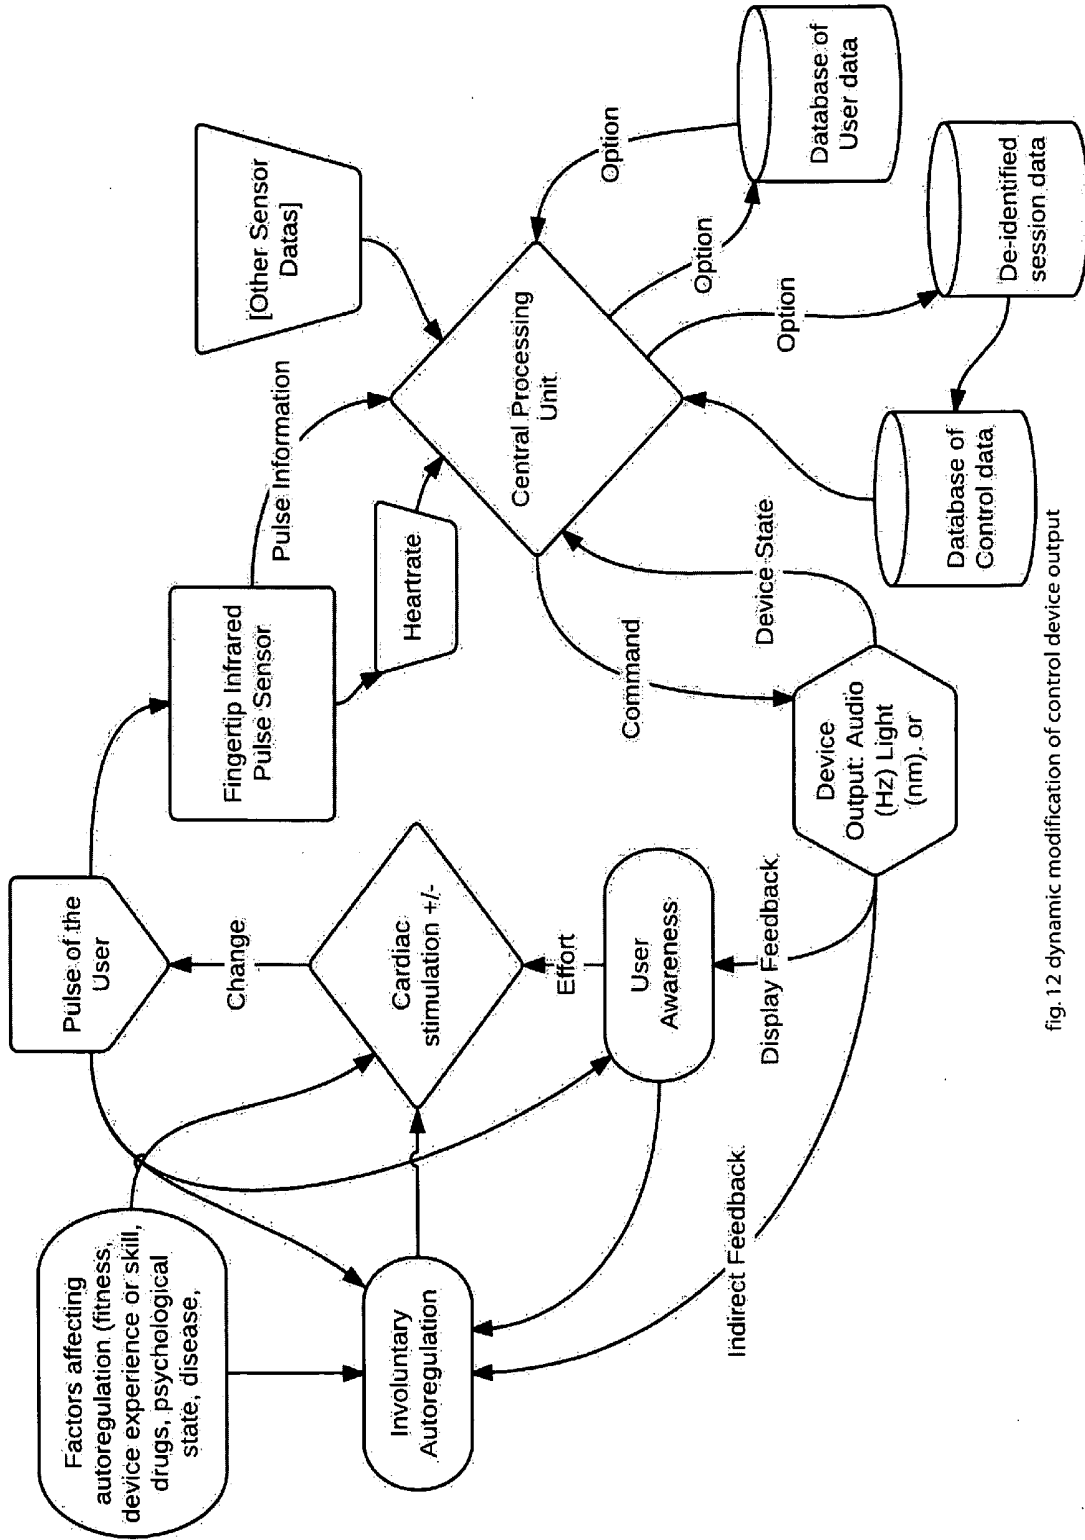 Factors affecting
autoregulation (fitness,
device experience or skill,
drugs, psychological
state, disease,
Pulse of the
User
Fingertip Infrared
Pulse Sensor
Pulse Information
[Other Sensor
Datas]
Heartrate
Change
Cardiac
stimulation +/-
Effort
User
Awareness
Involuntary
Autoregulation
Central Processing
Unit
Option
Option
Option
Database of
User data
De-identified
session data
Database of
Control data
Command
Device State
Device
Output: Audio
(Hz) Light
(nm). or
Display Feedback
Indirect Feedback
fig. 12 dynamic modification of control device output